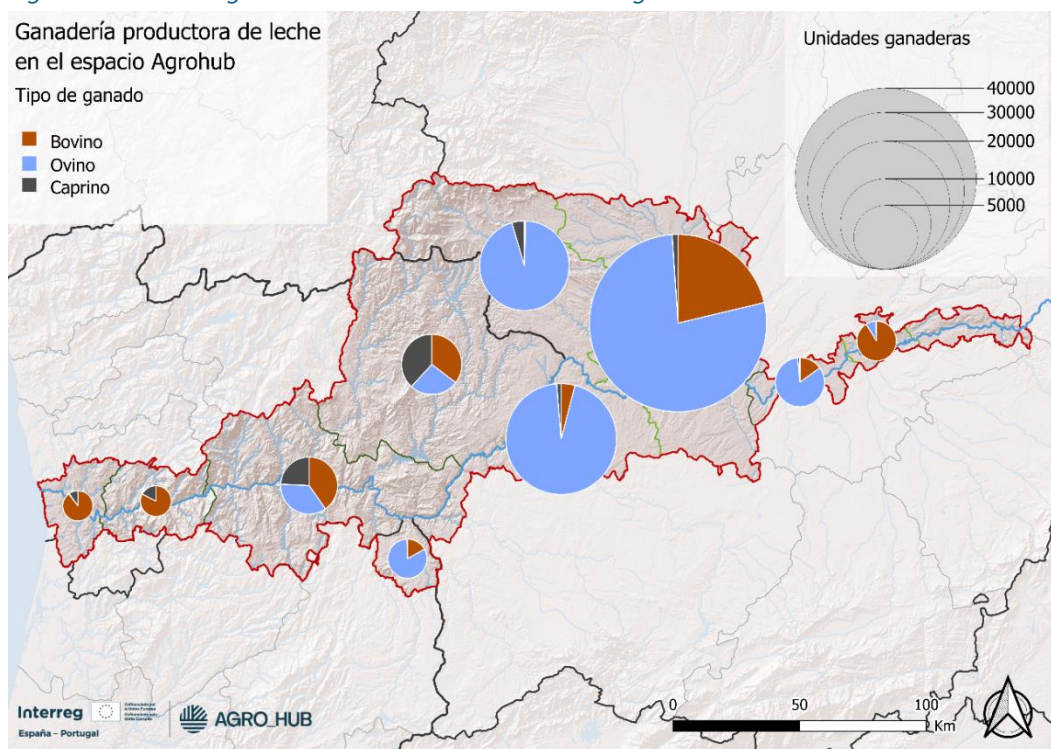 Ganadería productora de leche
en el espacio Agrohub
Tipo de ganado
Bovino
Ovino
Caprino
Unidades ganaderas
40000
30000
20000
10000
5000
0 50 100
Km
Interreg
España – Portugal
AGRO_HUB